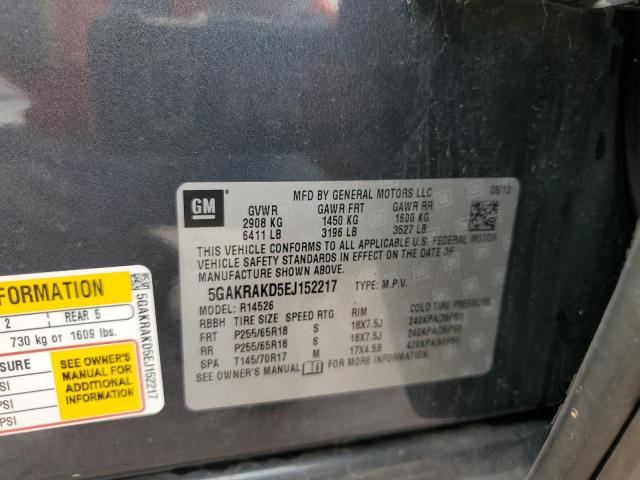 GM
MFD BY GENERAL MOTORS LLC
08/13
GVWR GAWR FRT GAWR RR
2908 KG 1450 KG 1600 KG
6411 LB 3196 LB 3527 LB
THIS VEHICLE CONFORMS TO ALL APPLICABLE U.S. FEDERAL MOTOR
VEHICLE SAFETY STANDARDS IN EFFECT ON THE DATE OF
MANUFACTURE SHOWN ABOVE.
5GAKRAKD5EJ152217 TYPE: M.P.V.
MODEL: R14526
RBBH TIRE SIZE SPEED RTG RIM COLD TIRE PRESSURE
FRT P255/65R18 S 18X7.5J 240KPA(35PSI)
RR P255/65R18 S 18X7.5J 240KPA(35PSI)
SPA T145/70R17 M 17X4.5B 420KPA(60PSI)
SEE OWNER'S MANUAL FOR MORE INFORMATION.
FORMATION
2 REAR 5
730 kg or 1609 lbs.
SSURE
SEE OWNER'S
MANUAL FOR
ADDITIONAL
INFORMATION
PSI
PSI
PSI
5GAKRAKD5EJ152217